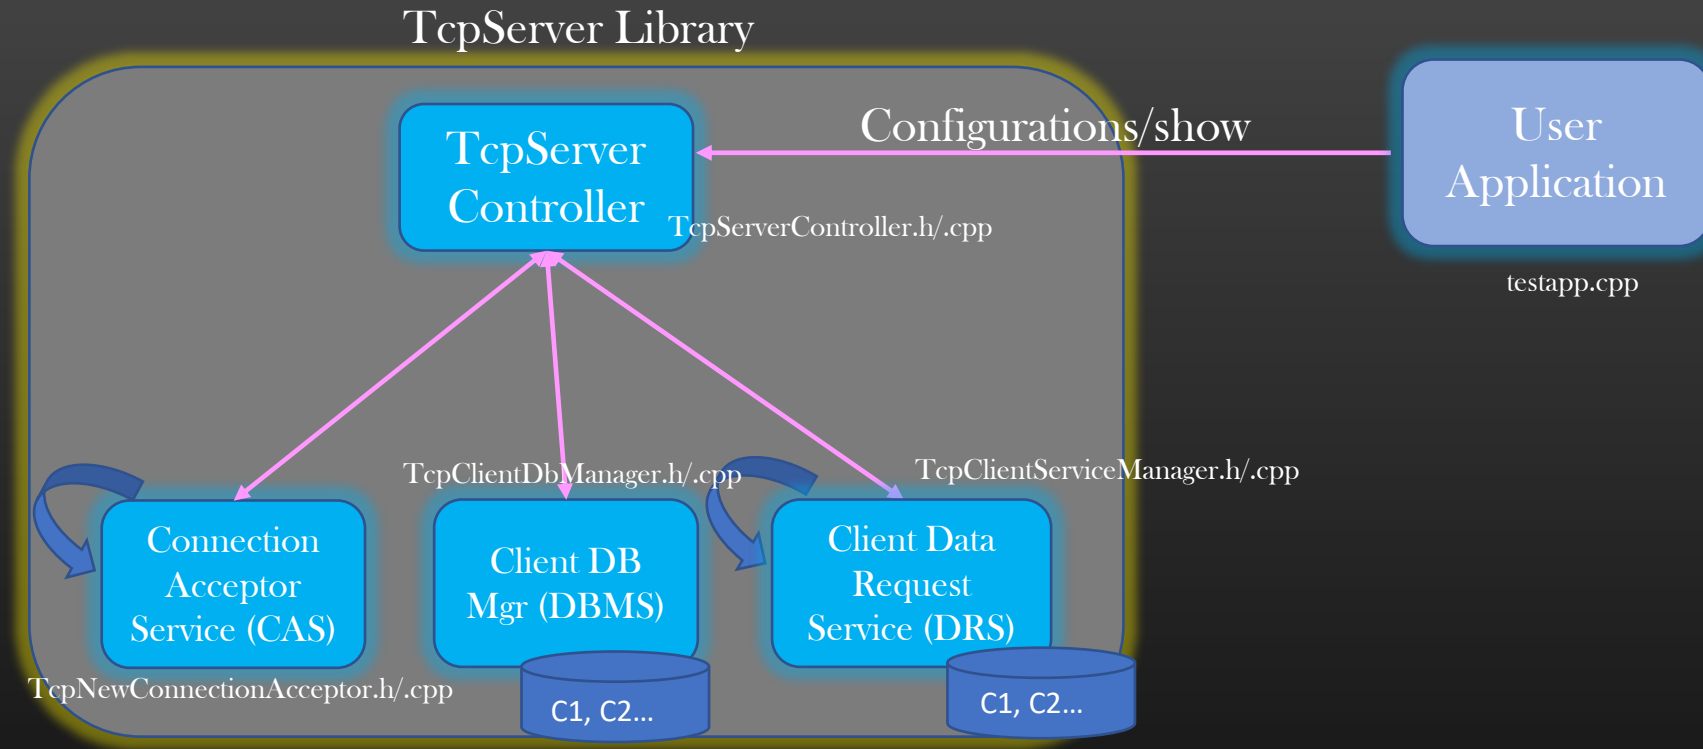 TcpServer Library
TcpServer
Controller
Configurations/show
User
Application
TcpServerController.h/.cpp
testapp.cpp
TcpClientDbManager.h/.cpp
TcpClientServiceManager.h/.cpp
Connection
Acceptor
Service (CAS)
Client DB
Mgr (DBMS)
Client Data
Request
Service (DRS)
TcpNewConnectionAcceptor.h/.cpp
C1, C2...
C1, C2...